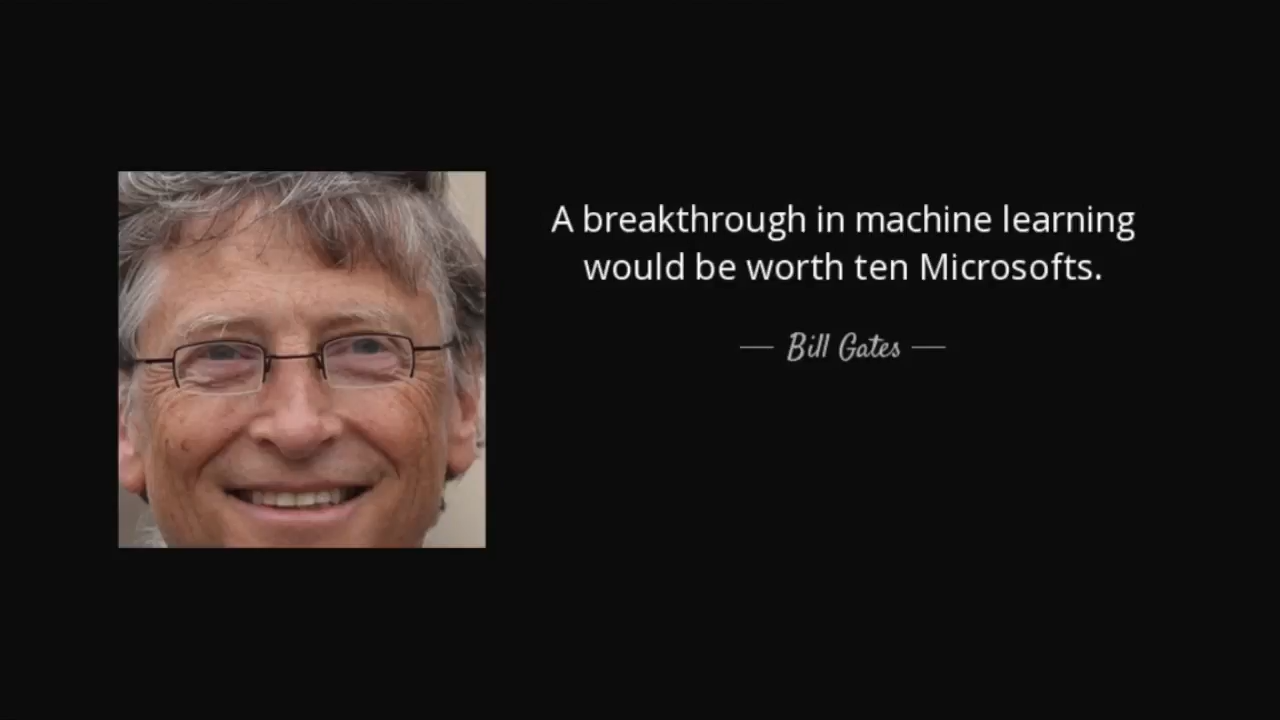 A breakthrough in machine learning
would be worth ten Microsofts.
— Bill Gates —